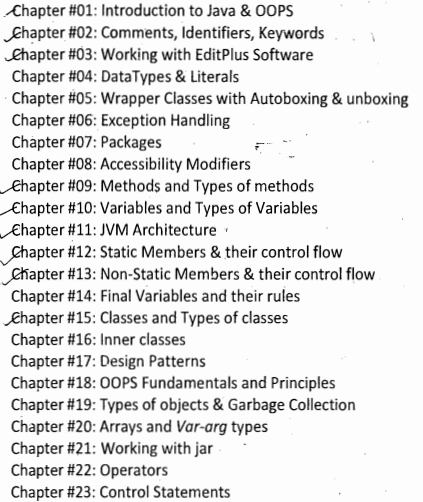 Chapter #01: Introduction to Java & OOPS
Chapter #02: Comments, Identifiers, Keywords
Chapter #03: Working with EditPlus Software
Chapter #04: DataTypes & Literals
Chapter #05: Wrapper Classes with Autoboxing & unboxing
Chapter #06: Exception Handling
Chapter #07: Packages
Chapter #08: Accessibility Modifiers
Chapter #09: Methods and Types of methods
Chapter #10: Variables and Types of Variables
Chapter #11: JVM Architecture
Chapter #12: Static Members & their control flow
Chapter #13: Non-Static Members & their control flow
Chapter #14: Final Variables and their rules
Chapter #15: Classes and Types of classes
Chapter #16: Inner classes
Chapter #17: Design Patterns
Chapter #18: OOPS Fundamentals and Principles
Chapter #19: Types of objects & Garbage Collection
Chapter #20: Arrays and Var-arg types
Chapter #21: Working with jar
Chapter #22: Operators
Chapter #23: Control Statements